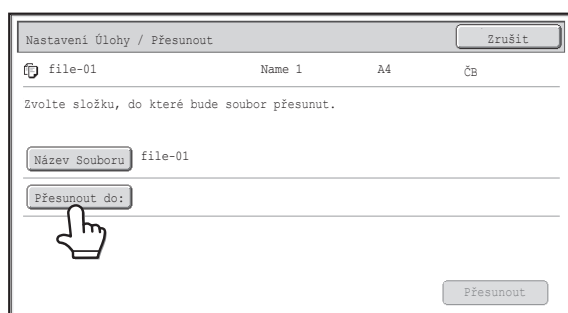 Nastavení Úlohy / Přesunout Zrušit
file-01 Name 1 A4 ČB
Zvolte složku, do které bude soubor přesunut.
Název Souboru file-01
Přesunout do:
Přesunout